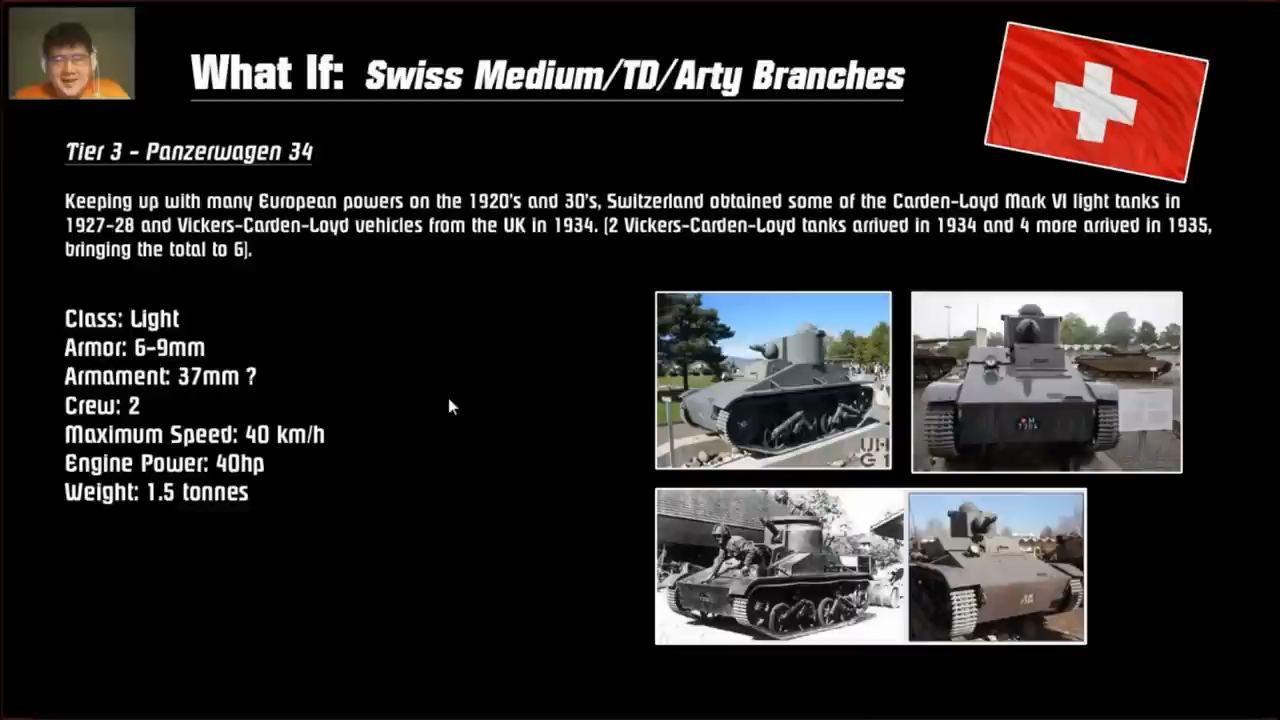 What If: Swiss Medium/TD/Arty Branches
Tier 3 - Panzerwagen 34
Keeping up with many European powers on the 1920's and 30's, Switzerland obtained some of the Carden-Loyd Mark VI light tanks in
1927-28 and Vickers-Carden-Loyd vehicles from the UK in 1934. (2 Vickers-Carden-Loyd tanks arrived in 1934 and 4 more arrived in 1935,
bringing the total to 6).
Class: Light
Armor: 6-9mm
Armament: 37mm ?
Crew: 2
Maximum Speed: 40 km/h
Engine Power: 40hp
Weight: 1.5 tonnes